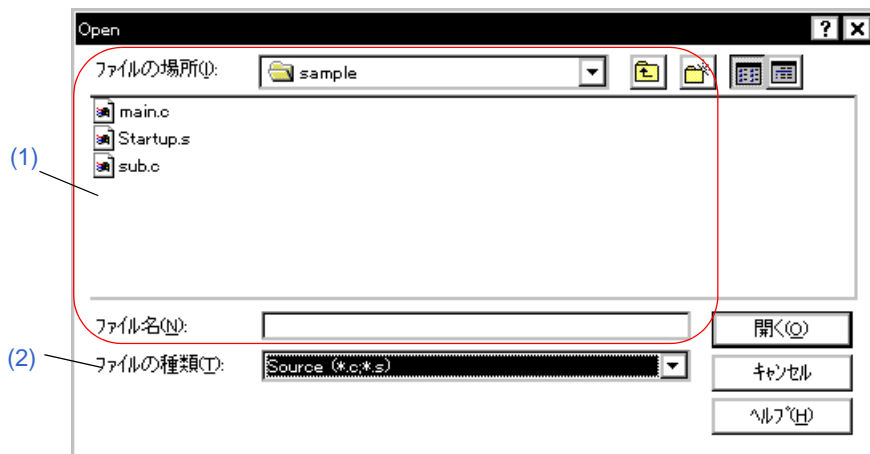 Open
ファイルの場所(I):
sample
main.c
Startup.s
sub.c
(1)
ファイル名(N):
開く(O)
(2)
ファイルの種類(T):
Source (*.c;*.s)
キャンセル
ヘルプ(H)